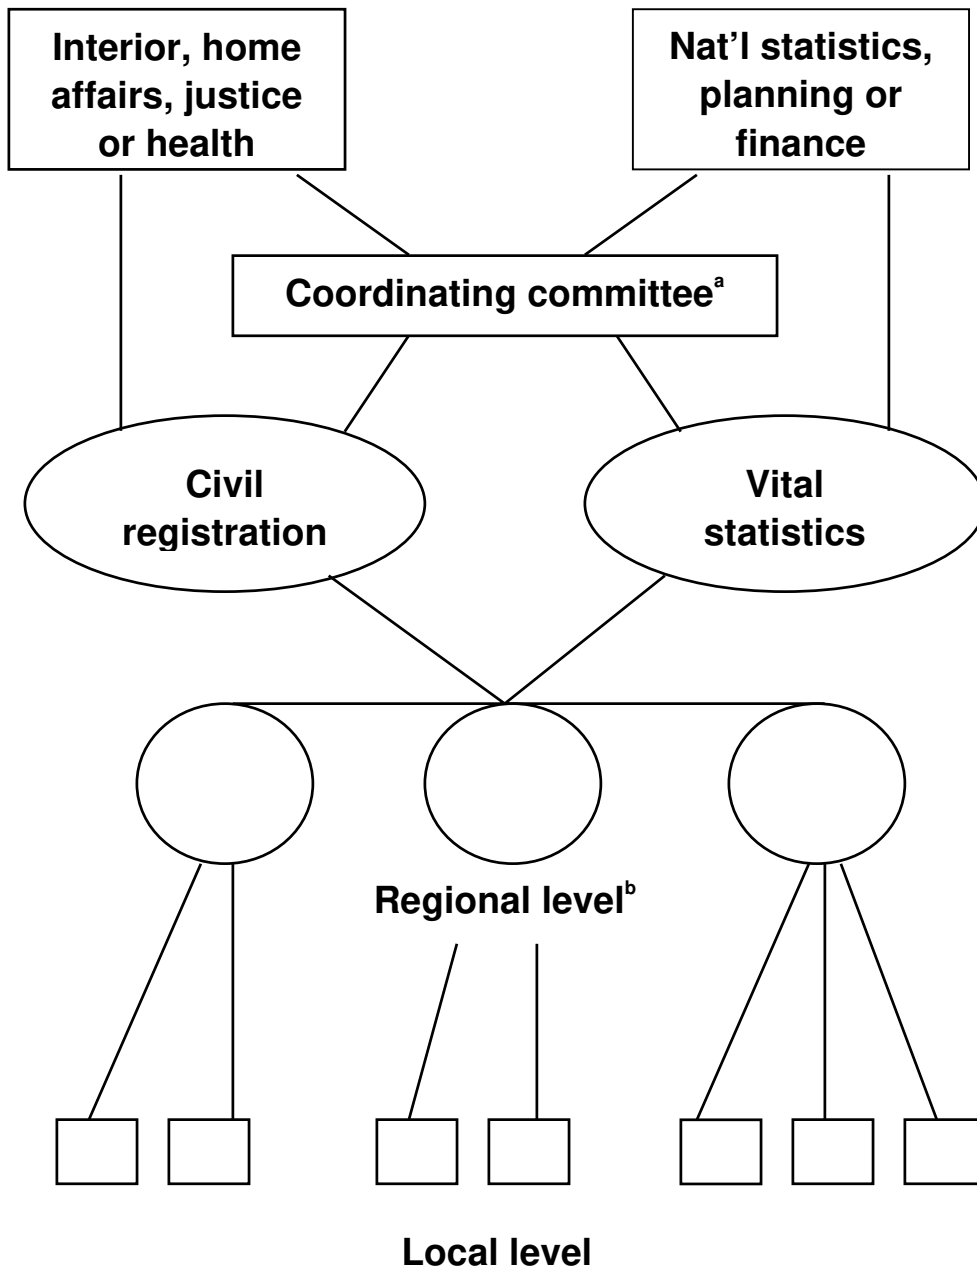 Interior, home
affairs, justice
or health
Nat'l statistics,
planning or
finance
Coordinating committeeᵃ
Civil
registration
Vital
statistics
Regional levelᵇ
Local level